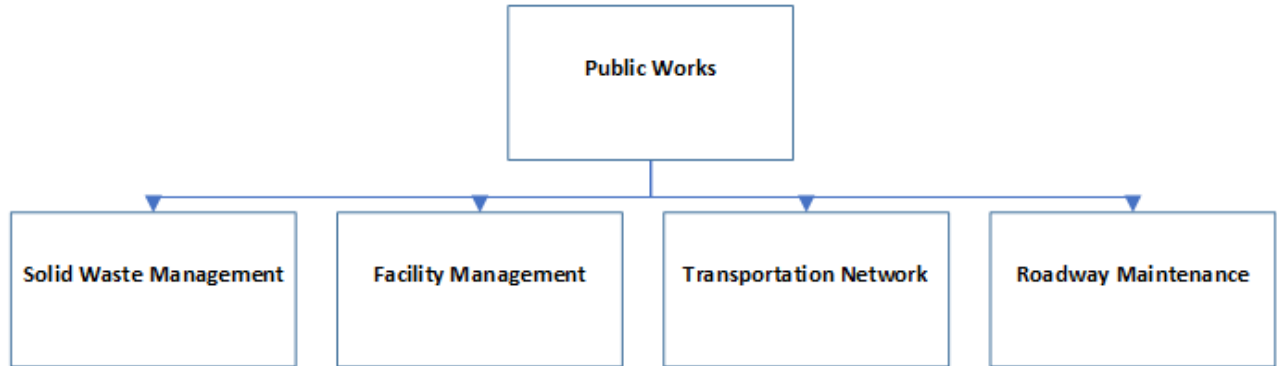 Public Works
Solid Waste Management
Facility Management
Transportation Network
Roadway Maintenance